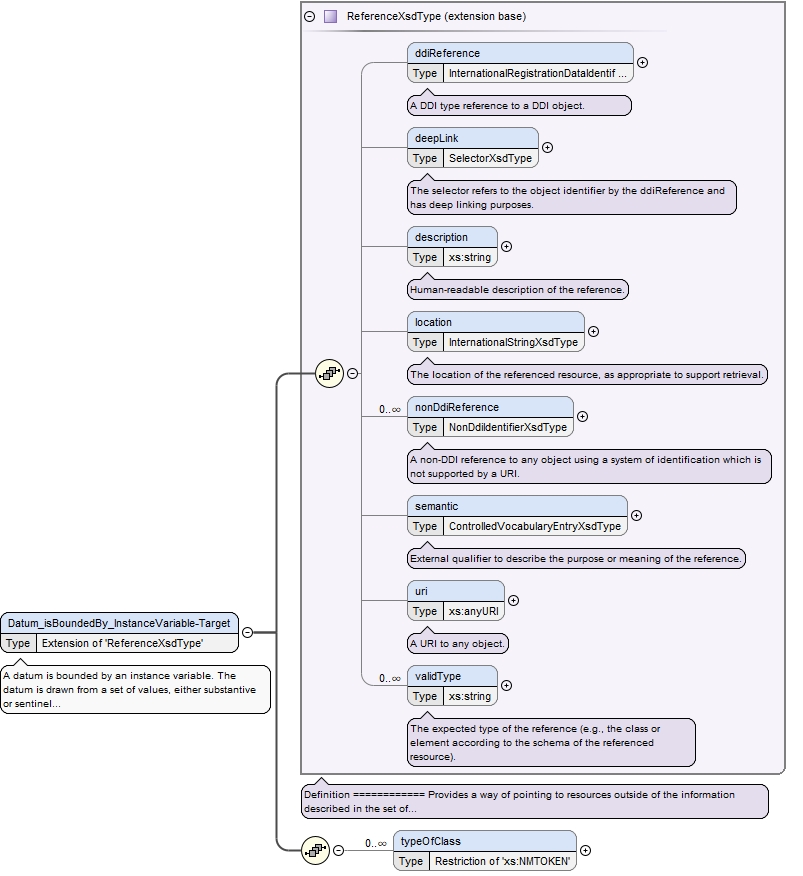 ReferenceXsdType (extension base)
ddiReference
Type InternationalRegistrationDataIdentif ...
A DDI type reference to a DDI object.
deepLink
Type SelectorXsdType
The selector refers to the object identifier by the ddiReference and
has deep linking purposes.
description
Type xs:string
Human-readable description of the reference.
location
Type InternationalStringXsdType
The location of the referenced resource, as appropriate to support retrieval.
0..∞ nonDdiReference
Type NonDdiIdentifierXsdType
A non-DDI reference to any object using a system of identification which is
not supported by a URI.
semantic
Type ControlledVocabularyEntryXsdType
External qualifier to describe the purpose or meaning of the reference.
uri
Type xs:anyURI
A URI to any object.
0..∞ validType
Type xs:string
The expected type of the reference (e.g., the class or
element according to the schema of the referenced
resource).
Datum_isBoundedBy_InstanceVariable-Target
Type Extension of 'ReferenceXsdType'
A datum is bounded by an instance variable. The
datum is drawn from a set of values, either substantive
or sentinel...
Definition ============ Provides a way of pointing to resources outside of the information
described in the set of...
0..∞ typeOfClass
Type Restriction of 'xs:NMTOKEN'